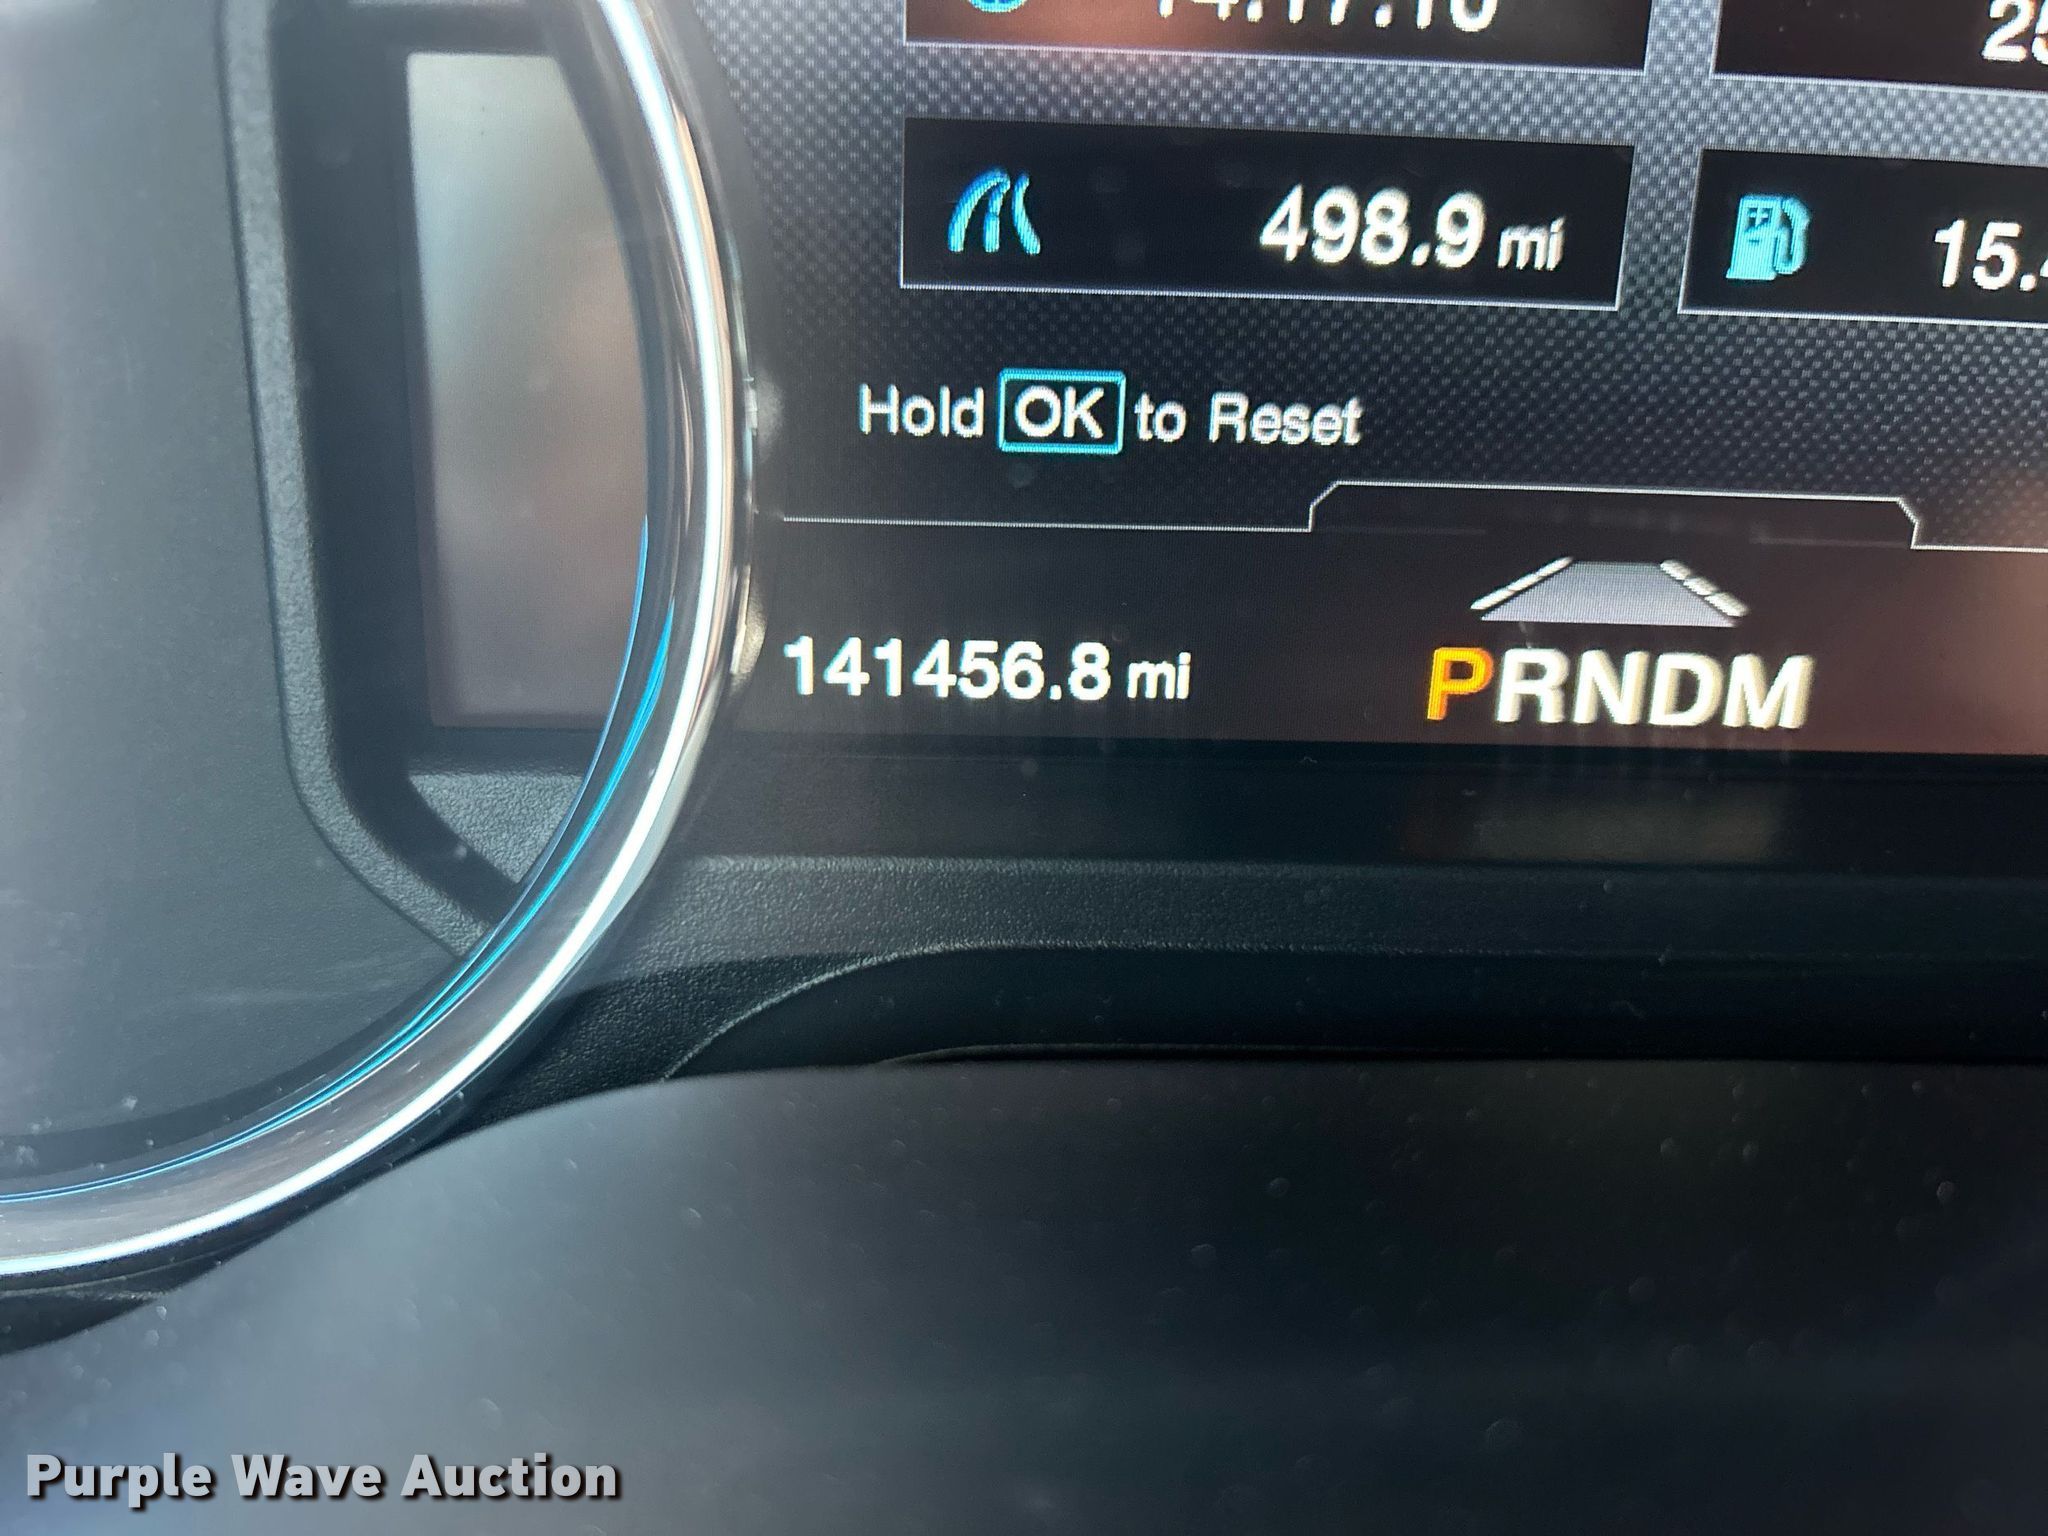 498.9 mi
Hold OK to Reset
141456.8 mi
PRNDM
Purple Wave Auction